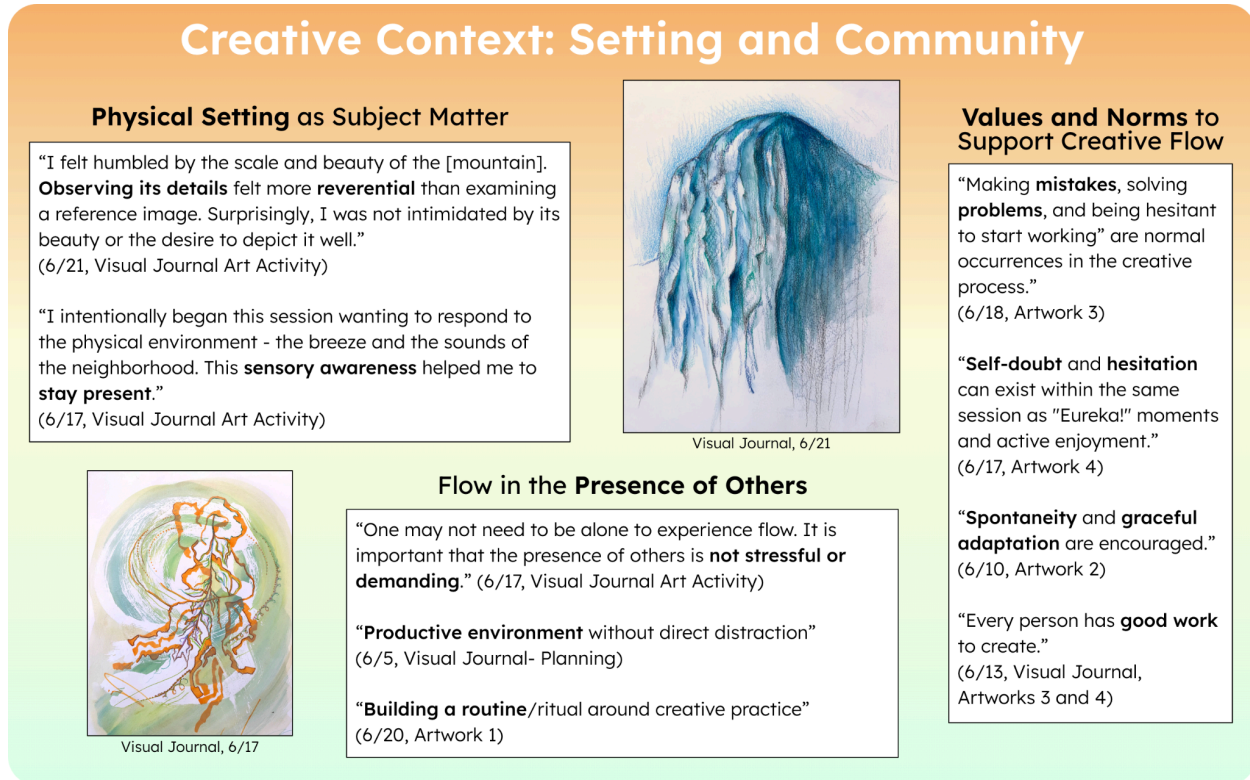 Creative Context: Setting and Community
Physical Setting as Subject Matter
“I felt humbled by the scale and beauty of the [mountain].
Observing its details felt more reverential than examining
a reference image. Surprisingly, I was not intimidated by its
beauty or the desire to depict it well.”
(6/21, Visual Journal Art Activity)
“I intentionally began this session wanting to respond to
the physical environment - the breeze and the sounds of
the neighborhood. This sensory awareness helped me to
stay present.”
(6/17, Visual Journal Art Activity)
Visual Journal, 6/21
Visual Journal, 6/17
Flow in the Presence of Others
“One may not need to be alone to experience flow. It is
important that the presence of others is not stressful or
demanding.” (6/17, Visual Journal Art Activity)
“Productive environment without direct distraction”
(6/5, Visual Journal- Planning)
“Building a routine/ritual around creative practice”
(6/20, Artwork 1)
Values and Norms to
Support Creative Flow
“Making mistakes, solving
problems, and being hesitant
to start working” are normal
occurrences in the creative
process.”
(6/18, Artwork 3)
“Self-doubt and hesitation
can exist within the same
session as "Eureka!" moments
and active enjoyment.”
(6/17, Artwork 4)
“Spontaneity and graceful
adaptation are encouraged.”
(6/10, Artwork 2)
“Every person has good work
to create.”
(6/13, Visual Journal,
Artworks 3 and 4)